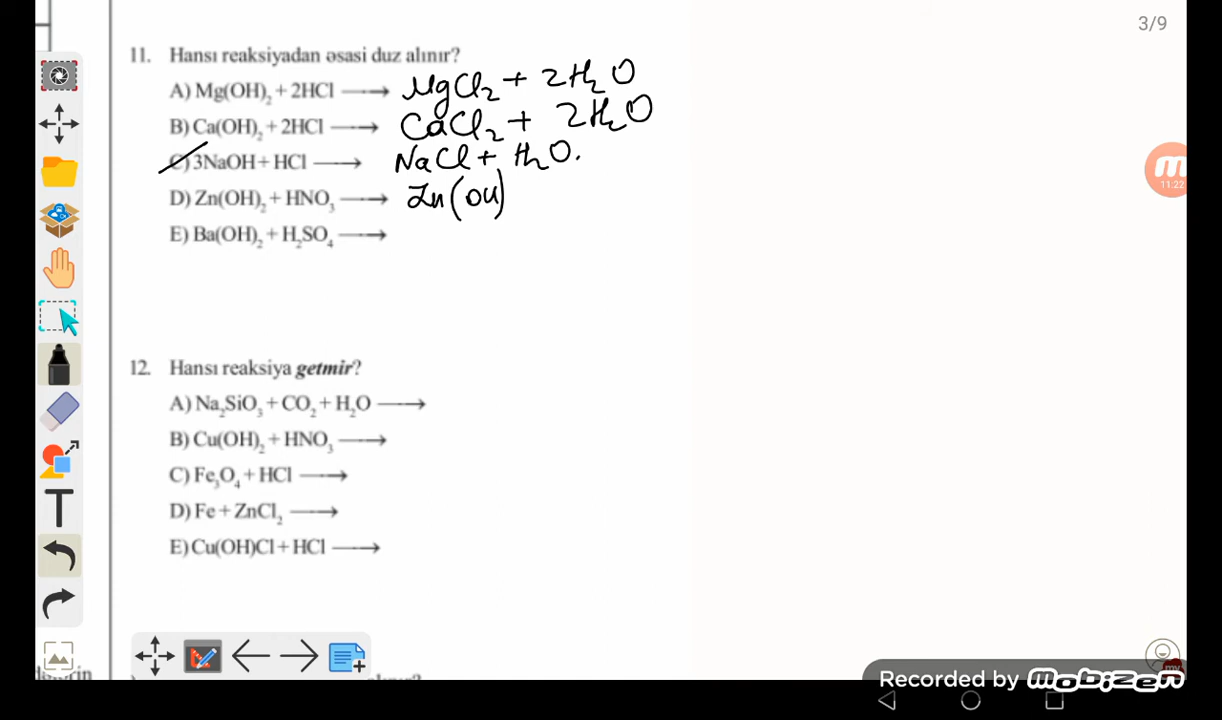 3/9
11. Hansı reaksiyadan əsasi duz alınır?
A) Mg(OH)₂ + 2HCl ⟶ MgCl₂ + 2H₂O
B) Ca(OH)₂ + 2HCl ⟶ CaCl₂ + 2H₂O
C) 3NaOH + HCl ⟶ NaCl + H₂O.
D) Zn(OH)₂ + HNO₃ ⟶ Zn(OH)
E) Ba(OH)₂ + H₂SO₄ ⟶
12. Hansı reaksiya getmir?
A) Na₂SiO₃ + CO₂ + H₂O ⟶
B) Cu(OH)₂ + HNO₃ ⟶
C) Fe₃O₄ + HCl ⟶
D) Fe + ZnCl₂ ⟶
E) Cu(OH)Cl + HCl ⟶
11:22
T
Recorded by mobizen